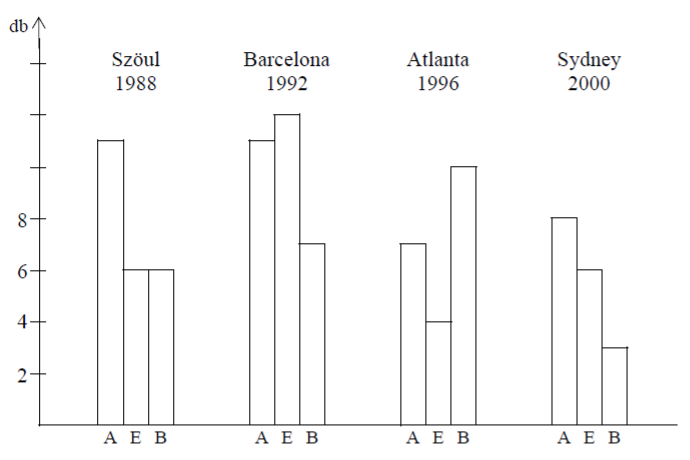 db
Szöul
1988
Barcelona
1992
Atlanta
1996
Sydney
2000
8
6
4
2
A E B
A E B
A E B
A E B